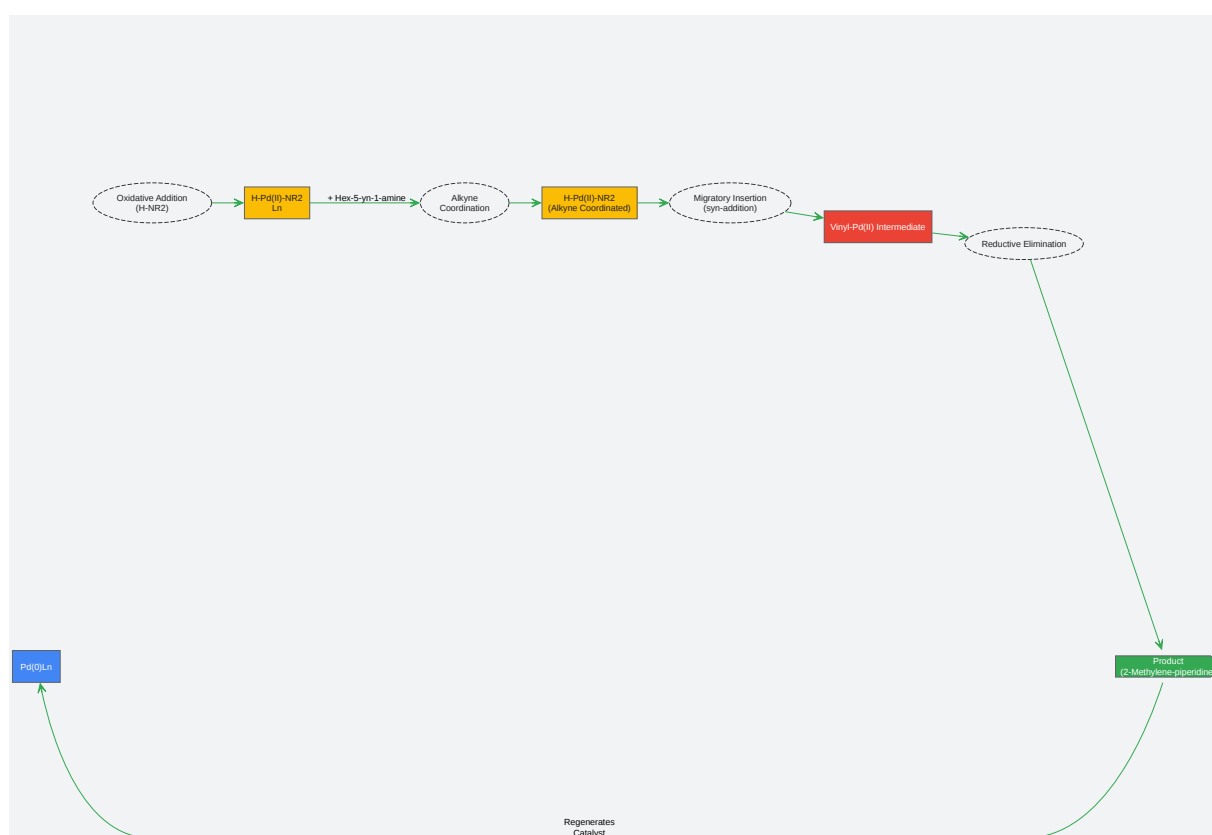 Oxidative Addition
(H-NR2)
H-Pd(II)-NR2
Ln
+ Hex-5-yn-1-amine
Alkyne
Coordination
H-Pd(II)-NR2
(Alkyne Coordinated)
Migratory Insertion
(syn-addition)
Vinyl-Pd(II) Intermediate
Reductive Elimination
Pd(0)Ln
Product
(2-Methylene-piperidine
Regenerates
Catalyst